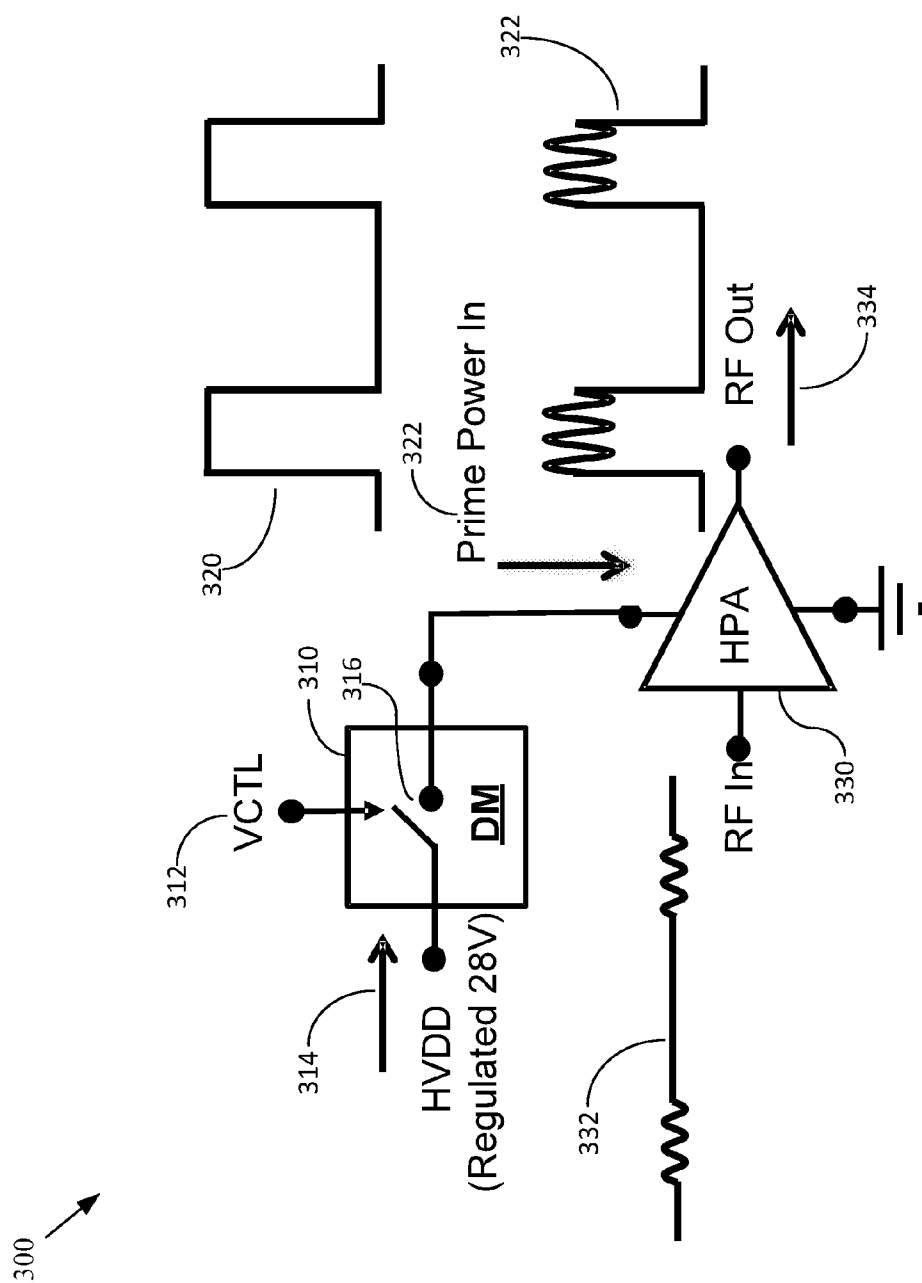 300
320
322
312
VCTL
310
316
322
Prime Power In
314
DM
HVDD
(Regulated 28V)
HPA
RF Out
334
332
RF In
330